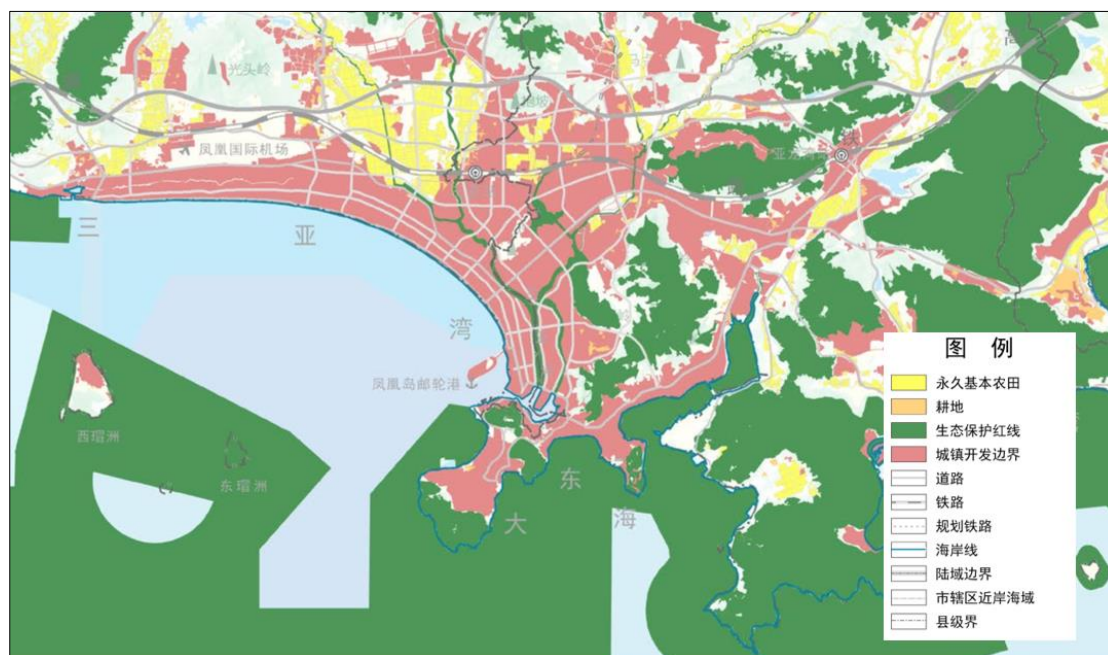 光头岭
凤凰国际机场
三
亚
湾
凤凰岛邮轮港
西瑁洲
东瑁洲
大
东
海
高
图 例
永久基本农田
耕地
生态保护红线
城镇开发边界
道路
铁路
规划铁路
海岸线
陆域边界
市辖区近岸海域
县级界